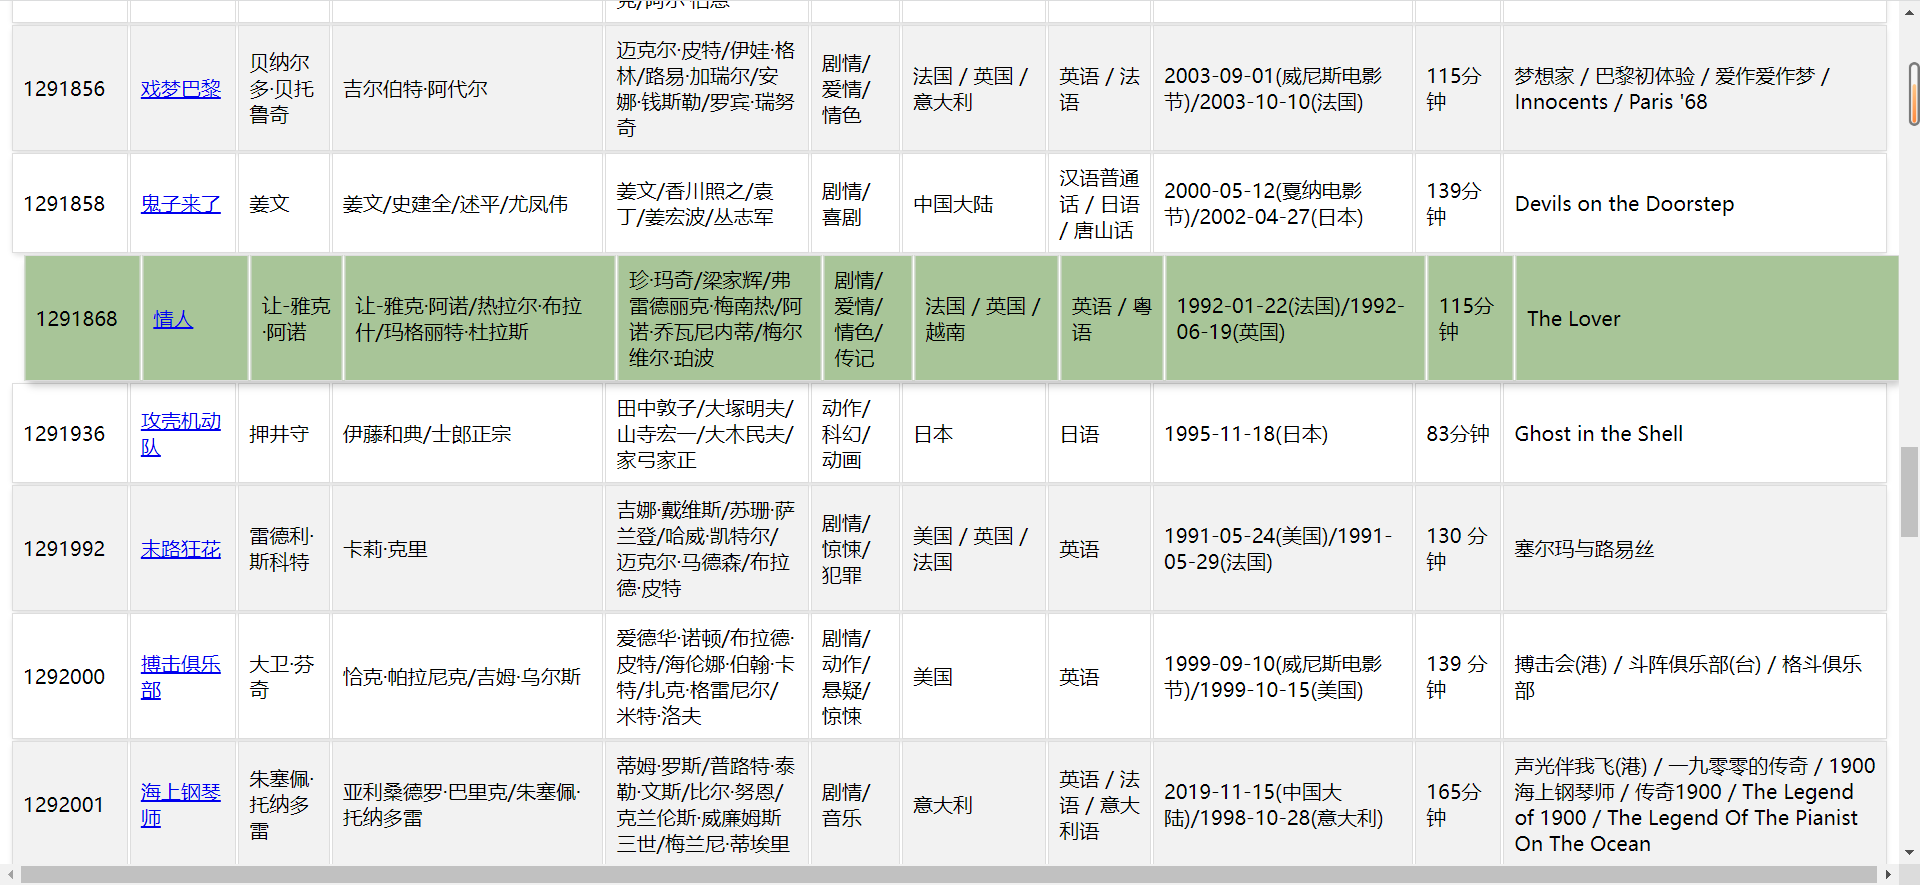 克/阿尔·伯恩
1291856
戏梦巴黎
贝纳尔
多·贝托
鲁奇
吉尔伯特·阿代尔
迈克尔·皮特/伊娃·格
林/路易·加瑞尔/安
娜·钱斯勒/罗宾·瑞努
奇
剧情/
爱情/
情色
法国 / 英国 /
意大利
英语 / 法
语
2003-09-01(威尼斯电影
节)/2003-10-10(法国)
115分
钟
梦想家 / 巴黎初体验 / 爱作爱作梦 /
Innocents / Paris '68
1291858
鬼子来了
姜文
姜文/史建全/述平/尤凤伟
姜文/香川照之/袁
丁/姜宏波/丛志军
剧情/
喜剧
中国大陆
汉语普通
话 / 日语
/ 唐山话
2000-05-12(戛纳电影
节)/2002-04-27(日本)
139分
钟
Devils on the Doorstep
1291868
情人
让-雅克
·阿诺
让-雅克·阿诺/热拉尔·布拉
什/玛格丽特·杜拉斯
珍·玛奇/梁家辉/弗
雷德丽克·梅南热/阿
诺·乔瓦尼内蒂/梅尔
维尔·珀波
剧情/
爱情/
情色/
传记
法国 / 英国 /
越南
英语 / 粤
语
1992-01-22(法国)/1992-
06-19(英国)
115分
钟
The Lover
1291936
攻壳机动
队
押井守
伊藤和典/士郎正宗
田中敦子/大塚明夫/
山寺宏一/大木民夫/
家弓家正
动作/
科幻/
动画
日本
日语
1995-11-18(日本)
83分钟
Ghost in the Shell
1291992
末路狂花
雷德利·
斯科特
卡莉·克里
吉娜·戴维斯/苏珊·萨
兰登/哈威·凯特尔/
迈克尔·马德森/布拉
德·皮特
剧情/
惊悚/
犯罪
美国 / 英国 /
法国
英语
1991-05-24(美国)/1991-
05-29(法国)
130 分
钟
塞尔玛与路易丝
1292000
搏击俱乐
部
大卫·芬
奇
恰克·帕拉尼克/吉姆·乌尔斯
爱德华·诺顿/布拉德·
皮特/海伦娜·伯翰·卡
特/扎克·格雷尼尔/
米特·洛夫
剧情/
动作/
悬疑/
惊悚
美国
英语
1999-09-10(威尼斯电影
节)/1999-10-15(美国)
139 分
钟
搏击会(港) / 斗阵俱乐部(台) / 格斗俱乐
部
1292001
海上钢琴
师
朱塞佩·
托纳多
雷
亚利桑德罗·巴里克/朱塞佩·
托纳多雷
蒂姆·罗斯/普路特·泰
勒·文斯/比尔·努恩/
克兰伦斯·威廉姆斯
三世/梅兰尼·蒂埃里
剧情/
音乐
意大利
英语 / 法
语 / 意大
利语
2019-11-15(中国大
陆)/1998-10-28(意大利)
165分
钟
声光伴我飞(港) / 一九零零的传奇 / 1900
海上钢琴师 / 传奇1900 / The Legend
of 1900 / The Legend Of The Pianist
On The Ocean